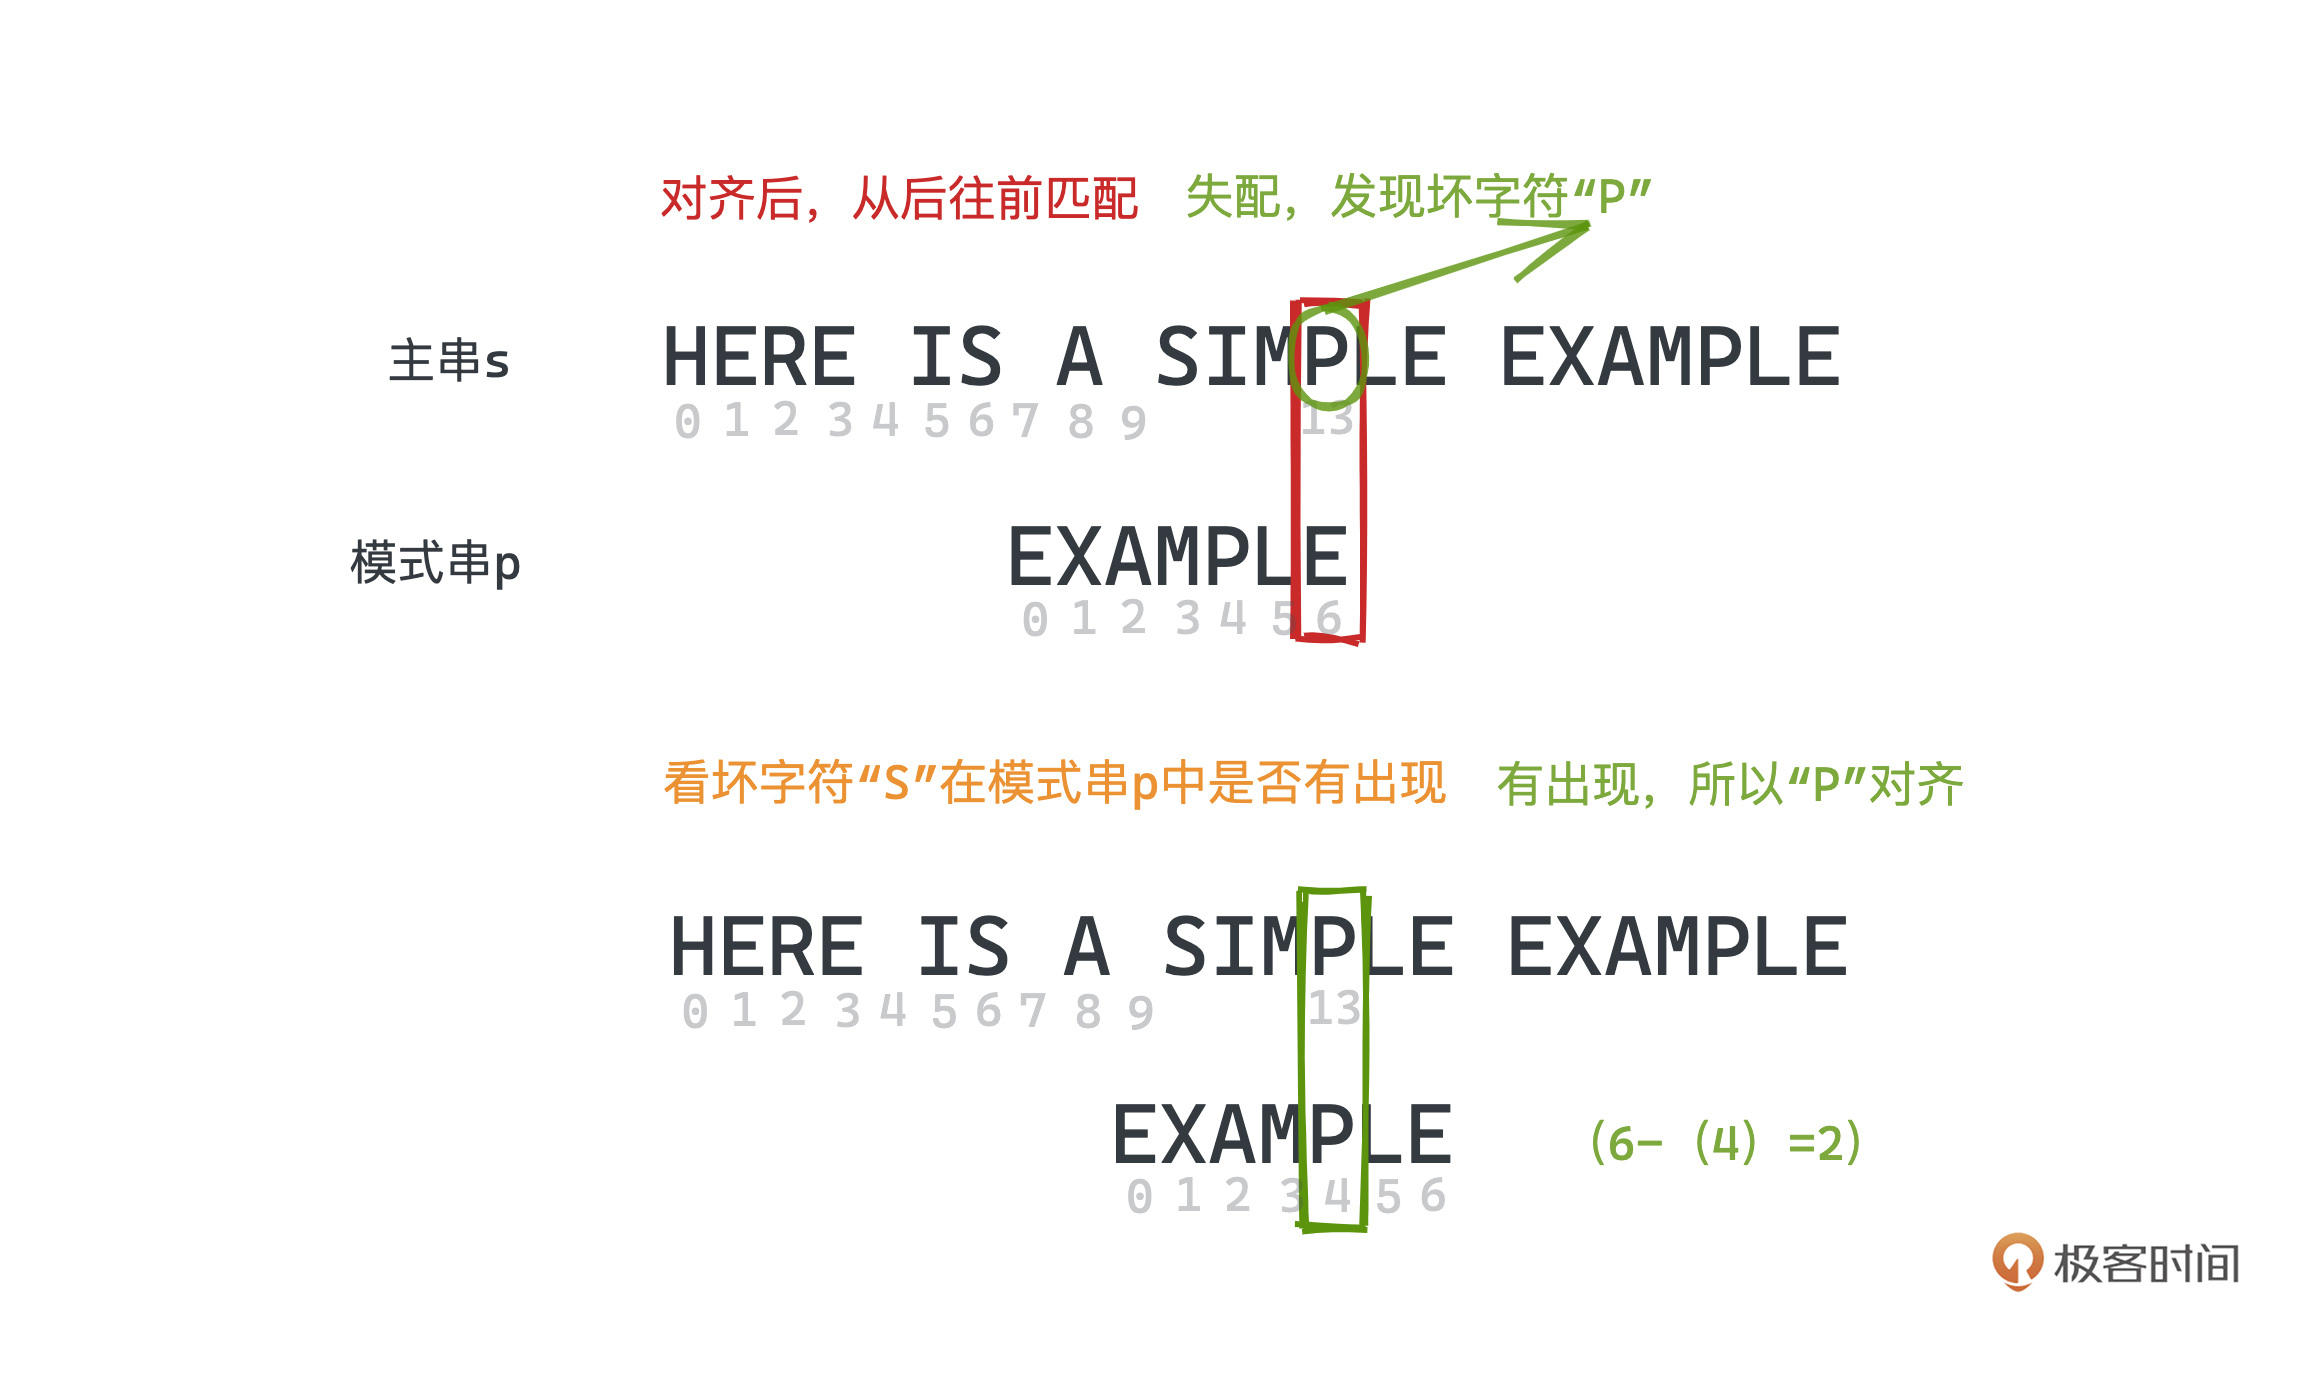 对齐后，从后往前匹配 失配，发现坏字符“P”
主串s HERE IS A SIMPLE EXAMPLE
0 1 2 3 4 5 6 7 8 9 13
模式串p EXAMPLE
0 1 2 3 4 5 6
看坏字符“S”在模式串p中是否有出现 有出现，所以“P”对齐
HERE IS A SIMPLE EXAMPLE
0 1 2 3 4 5 6 7 8 9 13
EXAMPLE （6-（4）=2）
0 1 2 3 4 5 6
极客时间